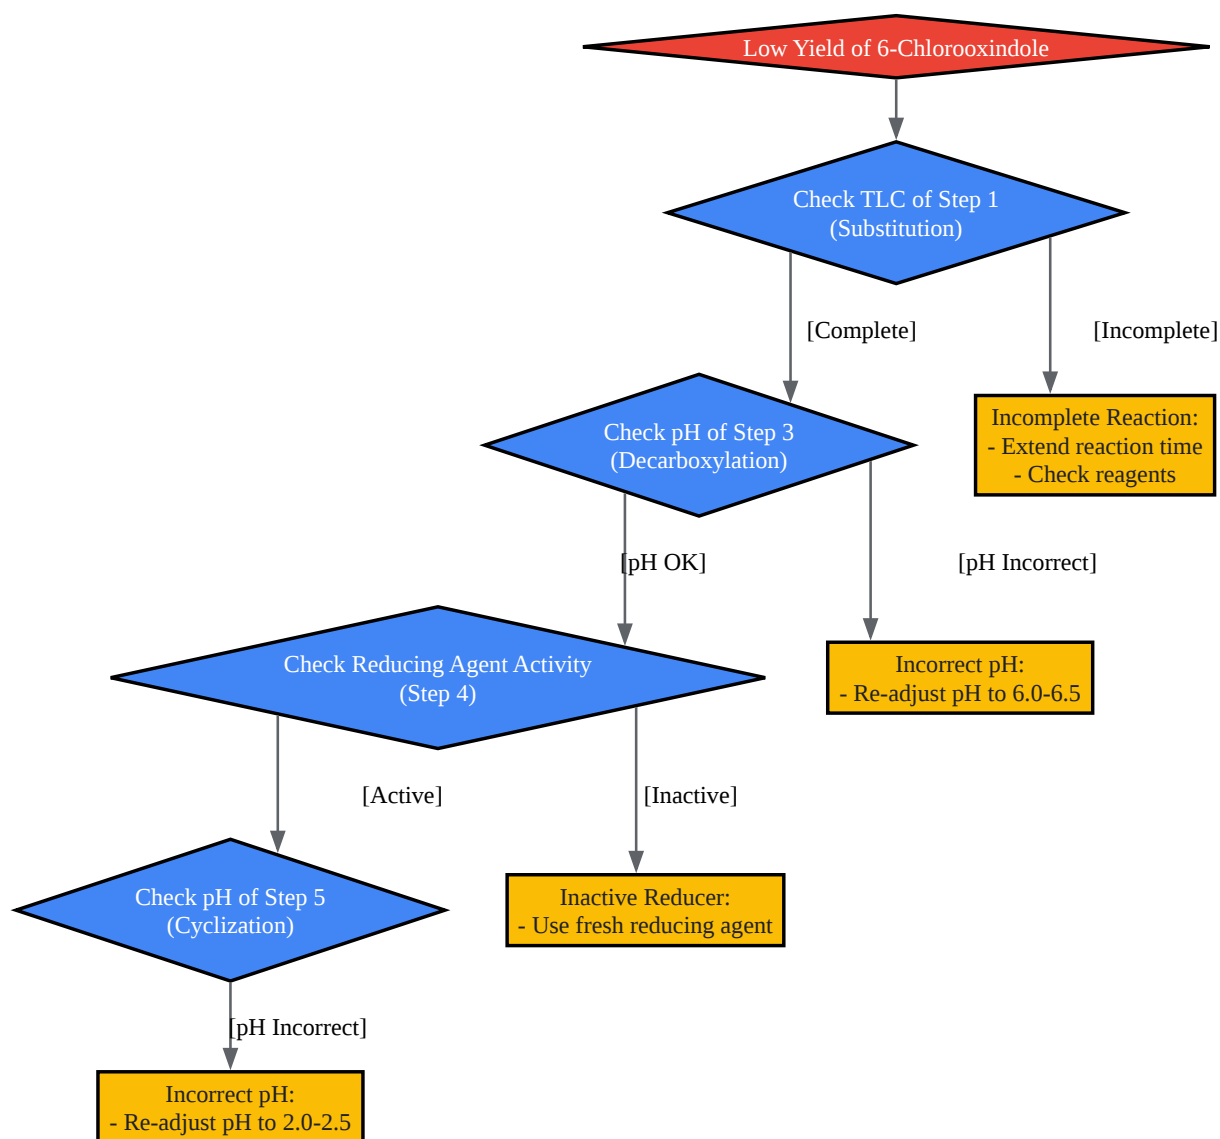 Low Yield of 6-Chlorooxindole
Check TLC of Step 1
(Substitution)
[Complete]
[Incomplete]
Check pH of Step 3
(Decarboxylation)
Incomplete Reaction:
- Extend reaction time
- Check reagents
[pH OK]
[pH Incorrect]
Check Reducing Agent Activity
(Step 4)
Incorrect pH:
- Re-adjust pH to 6.0-6.5
[Active]
[Inactive]
Check pH of Step 5
(Cyclization)
Inactive Reducer:
- Use fresh reducing agent
[pH Incorrect]
Incorrect pH:
- Re-adjust pH to 2.0-2.5